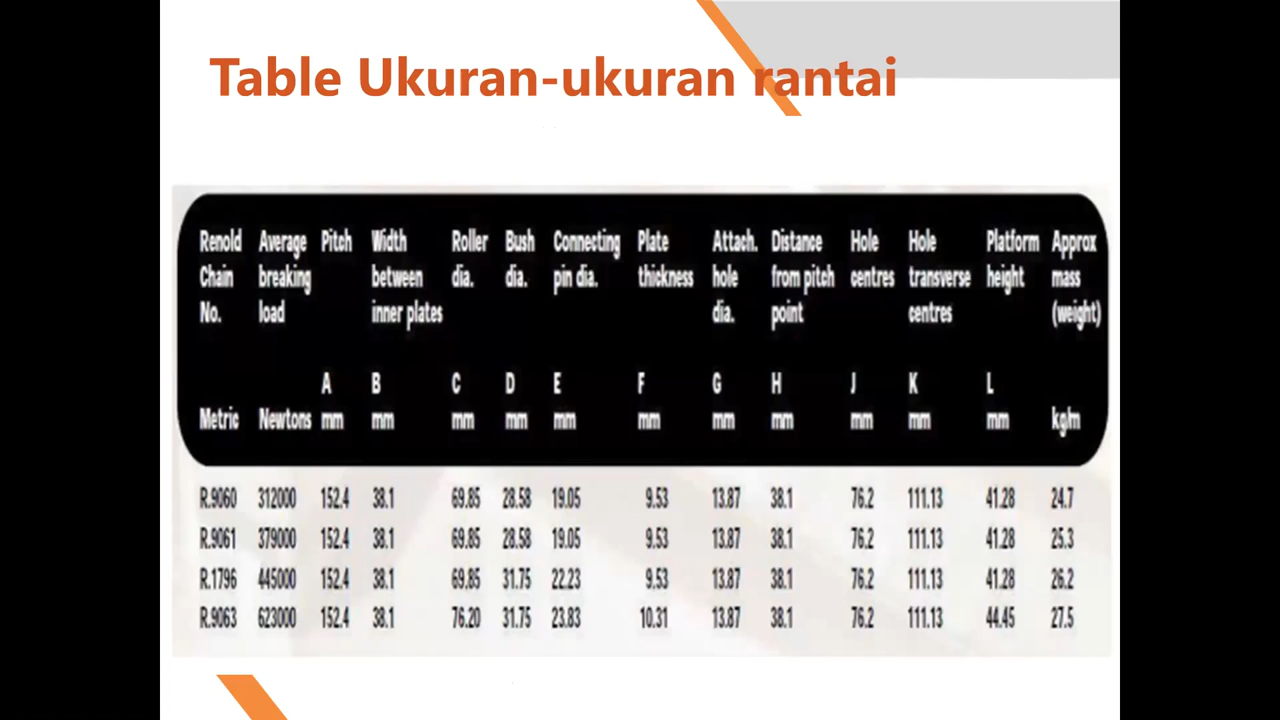 Table Ukuran-ukuran rantai
Renold Average Pitch Width Roller Bush Connecting Plate Attach. Distance Hole Hole Platform Approx
Chain breaking between dia. dia. pin dia. thickness hole from pitch centres transverse height mass
No. load inner plates dia. point centres (weight)
A B C D E F G H J K L
Metric Newtons mm mm mm mm mm mm mm mm mm mm mm kg/m
R.9060 312000 152.4 38.1 69.85 28.58 19.05 9.53 13.87 38.1 76.2 111.13 41.28 24.7
R.9061 379000 152.4 38.1 69.85 28.58 19.05 9.53 13.87 38.1 76.2 111.13 41.28 25.3
R.1796 445000 152.4 38.1 69.85 31.75 22.23 9.53 13.87 38.1 76.2 111.13 41.28 26.2
R.9063 623000 152.4 38.1 76.20 31.75 23.83 10.31 13.87 38.1 76.2 111.13 44.45 27.5